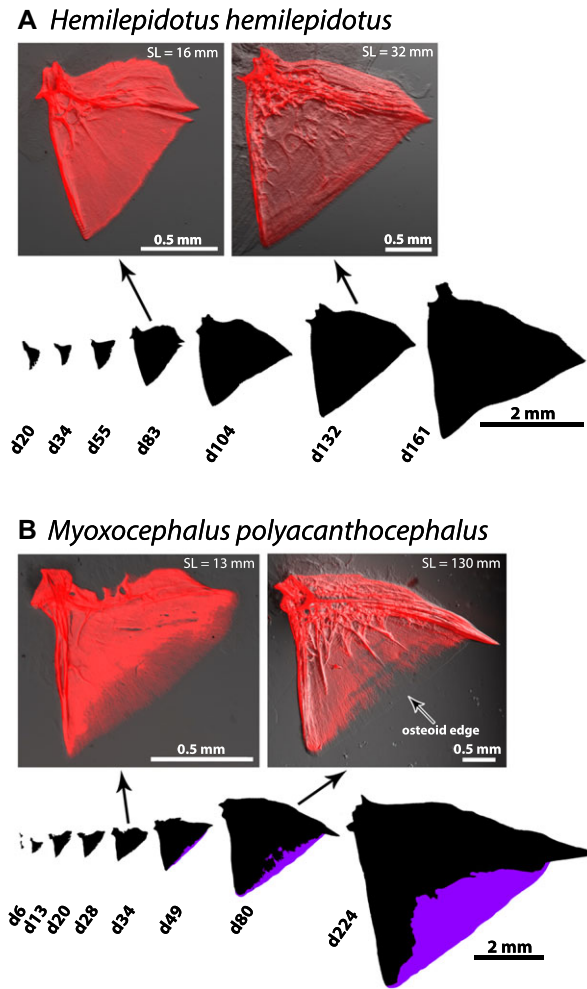 A Hemilepidotus hemilepidotus
SL = 16 mm
SL = 32 mm
0.5 mm
0.5 mm
d20
d34
d55
d83
d104
d132
d161
2 mm
B Myoxocephalus polyacanthocephalus
SL = 13 mm
SL = 130 mm
osteoid edge
0.5 mm
0.5 mm
d6
d13
d20
d28
d34
d49
d80
d224
2 mm